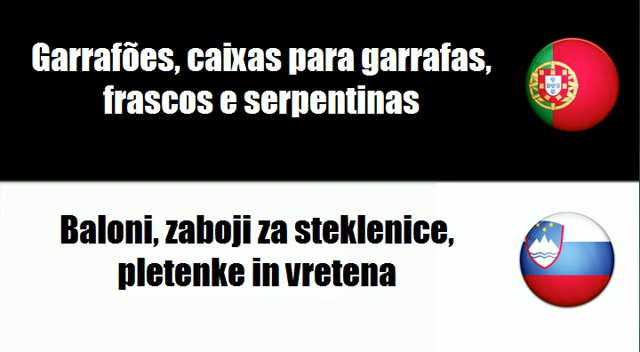 Garrafões, caixas para garrafas,
frascos e serpentinas
Baloni, zaboji za steklenice,
pletenke in vretena